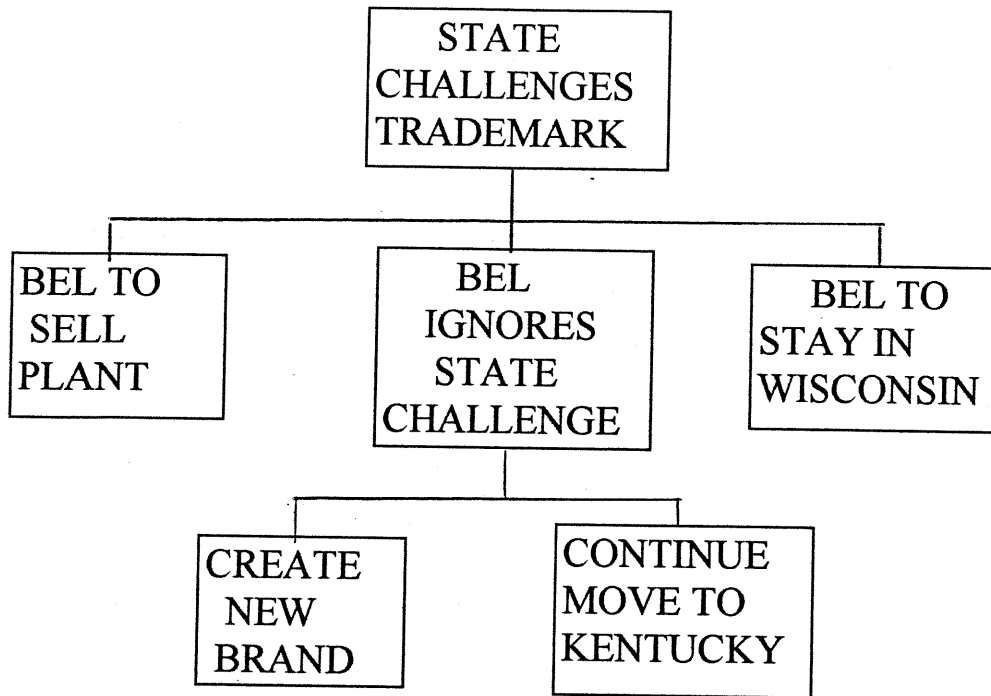 STATE
CHALLENGES
TRADEMARK
BEL TO
SELL
PLANT
BEL
IGNORES
STATE
CHALLENGE
BEL TO
STAY IN
WISCONSIN
CREATE
NEW
BRAND
CONTINUE
MOVE TO
KENTUCKY